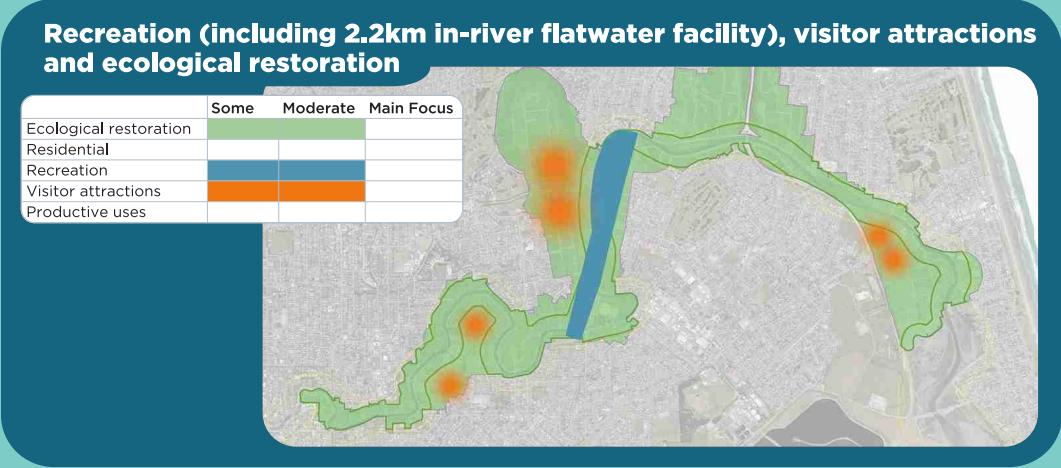 Recreation (including 2.2km in-river flatwater facility), visitor attractions
and ecological restoration
Some Moderate Main Focus
Ecological restoration
Residential
Recreation
Visitor attractions
Productive uses